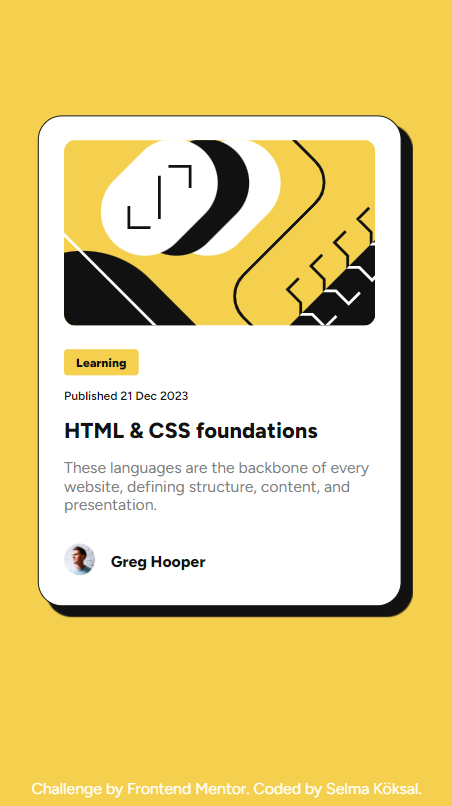 Learning
Published 21 Dec 2023
HTML & CSS foundations
These languages are the backbone of every
website, defining structure, content, and
presentation.
Greg Hooper
Challenge by Frontend Mentor. Coded by Selma Köksal.